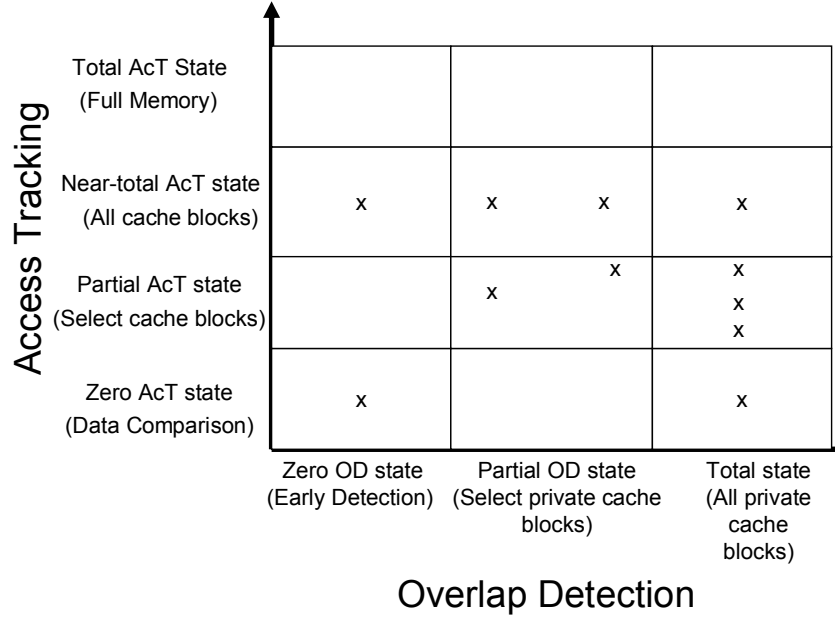 Access Tracking
Total AcT State
(Full Memory)
Near-total AcT state
(All cache blocks)
x
x
x
x
Partial AcT state
(Select cache blocks)
x
x
x
x
x
Zero AcT state
(Data Comparison)
x
x
Zero OD state
(Early Detection)
Partial OD state
(Select private cache
blocks)
Total state
(All private
cache
blocks)
Overlap Detection